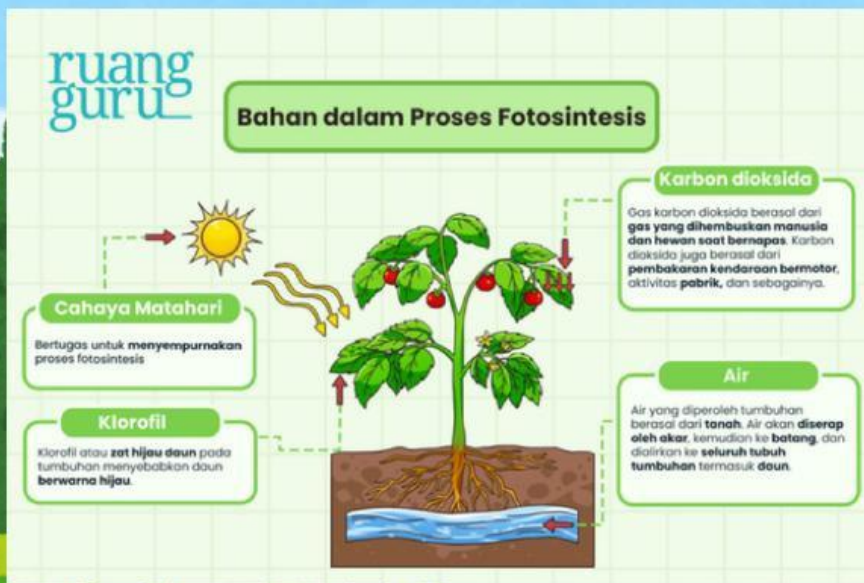 ruang
guru
Bahan dalam Proses Fotosintesis
Karbon dioksida
Gas karbon dioksida berasal dari
gas yang dihembuskan manusia
dan hewan saat bernapas. Karbon
dioksida juga berasal dari
pembakaran kendaraan bermotor,
aktivitas pabrik, dan sebagainya.
Cahaya Matahari
Bertugas untuk menyempurnakan
proses fotosintesis
Klorofil
Klorofil atau zat hijau daun pada
tumbuhan menyebabkan daun
berwarna hijau.
Air
Air yang diperoleh tumbuhan
berasal dari tanah. Air akan diserap
oleh akar, kemudian ke batang, dan
dialirkan ke seluruh tubuh
tumbuhan termasuk daun.